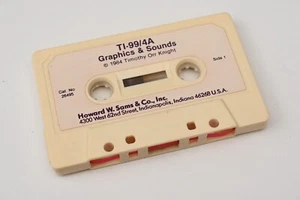 TI-99/4A
Graphics & Sounds
© 1984 Timothy Orr Knight
Cat No
26405
Side 1
Howard W. Sams & Co., Inc.
4300 West 62nd Street, Indianapolis, Indiana 46268 U.S.A.